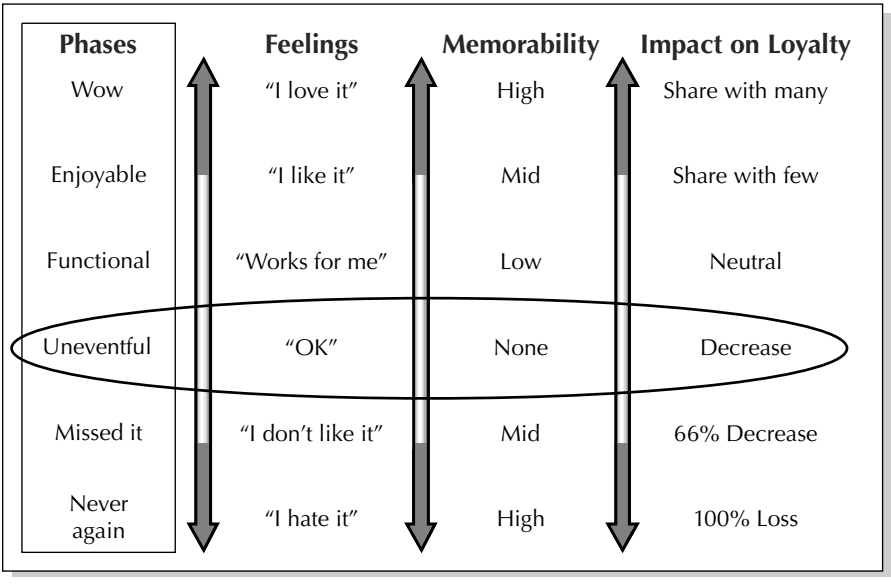 Phases Feelings Memorability Impact on Loyalty
Wow “I love it” High Share with many
Enjoyable “I like it” Mid Share with few
Functional “Works for me” Low Neutral
Uneventful “OK” None Decrease
Missed it “I don’t like it” Mid 66% Decrease
Never
again “I hate it” High 100% Loss